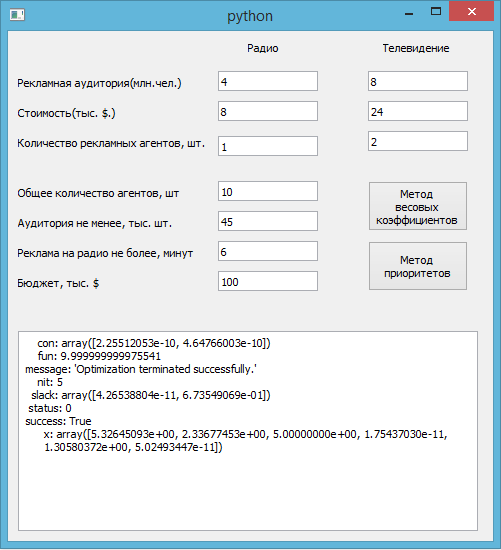 python
Радио Телевидение
Рекламная аудитория(млн.чел.) 4 8
Стоимость(тыс. $.) 8 24
Количество рекламных агентов, шт. 1 2
Общее количество агентов, шт 10
Метод весовых коэффициентов
Аудитория не менее, тыс. шт. 45
Реклама на радио не более, минут 6
Метод приоритетов
Бюджет, тыс. $ 100
con: array([2.25512053e-10, 4.64766003e-10])
fun: 9.999999999975541
message: 'Optimization terminated successfully.'
nit: 5
slack: array([4.26538804e-11, 6.73549069e-01])
status: 0
success: True
x: array([5.32645093e+00, 2.33677453e+00, 5.00000000e+00, 1.75437030e-11,
1.30580372e+00, 5.02493447e-11])